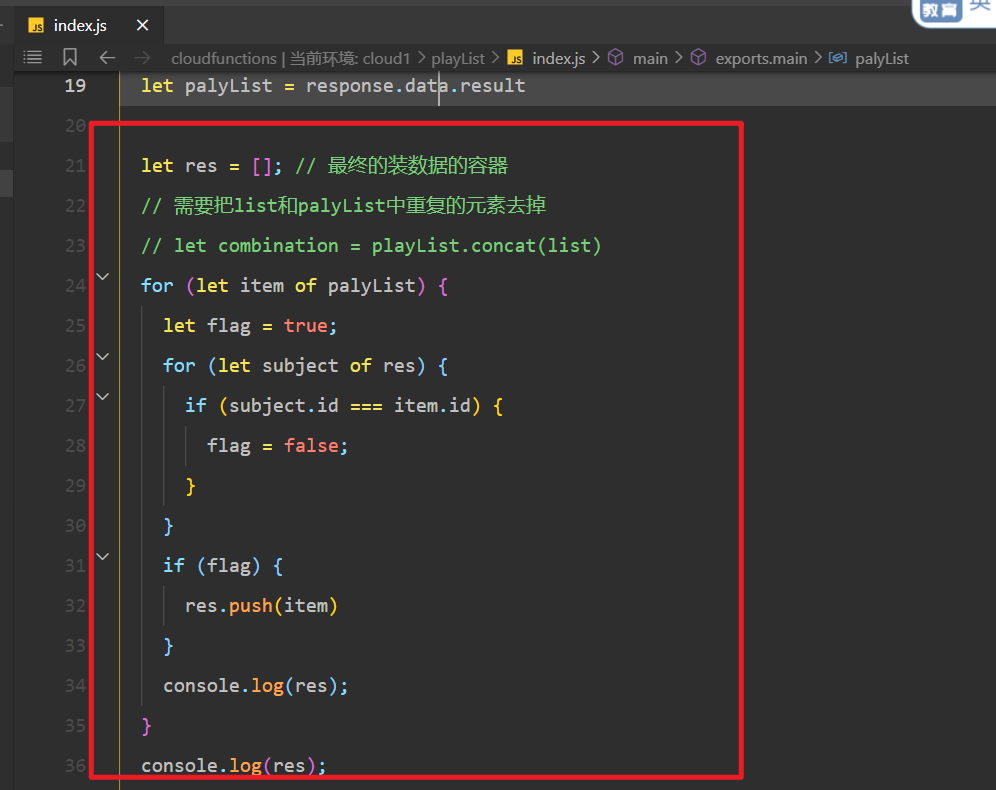 JS index.js ×
教育 英
cloudfunctions | 当前环境: cloud1 > playList > JS index.js > main > exports.main > palyList
19 let palyList = response.data.result
20
21 let res = []; // 最终的装数据的容器
22 // 需要把list和palyList中重复的元素去掉
23 // let combination = playList.concat(list)
24 for (let item of palyList) {
25 let flag = true;
26 for (let subject of res) {
27 if (subject.id === item.id) {
28 flag = false;
29 }
30 }
31 if (flag) {
32 res.push(item)
33 }
34 console.log(res);
35 }
36 console.log(res);